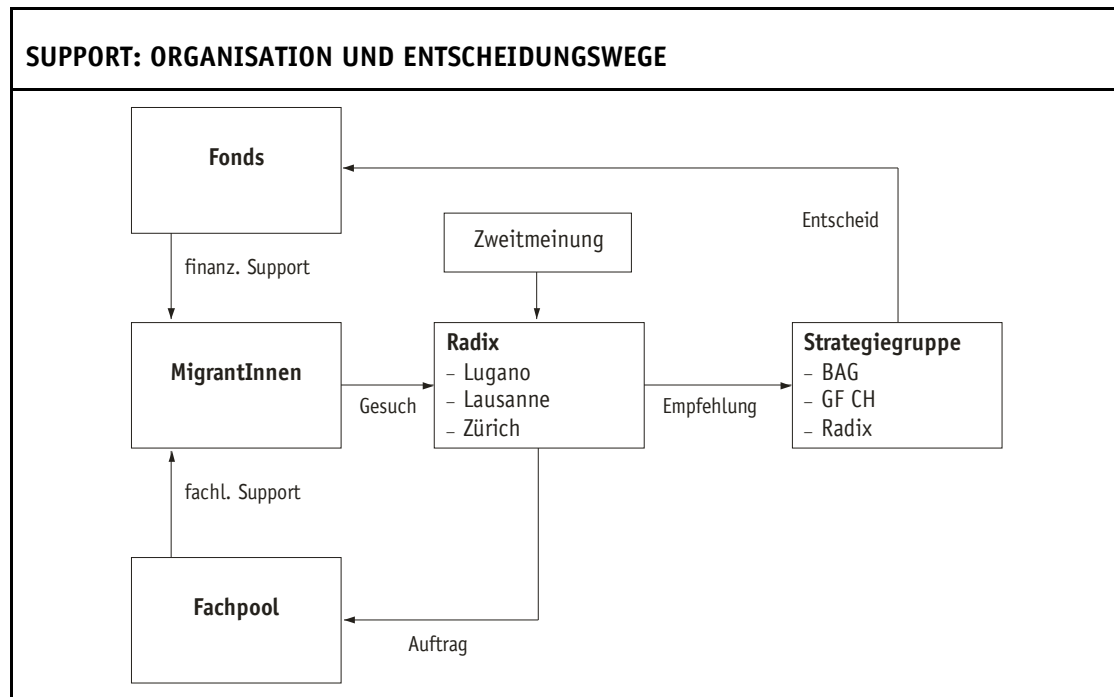 SUPPORT: ORGANISATION UND ENTSCHEIDUNGSWEGE
Fonds
Entscheid
Zweitmeinung
finanz. Support
MigrantInnen
Gesuch
Radix
– Lugano
– Lausanne
– Zürich
Empfehlung
Strategiegruppe
– BAG
– GF CH
– Radix
fachl. Support
Fachpool
Auftrag